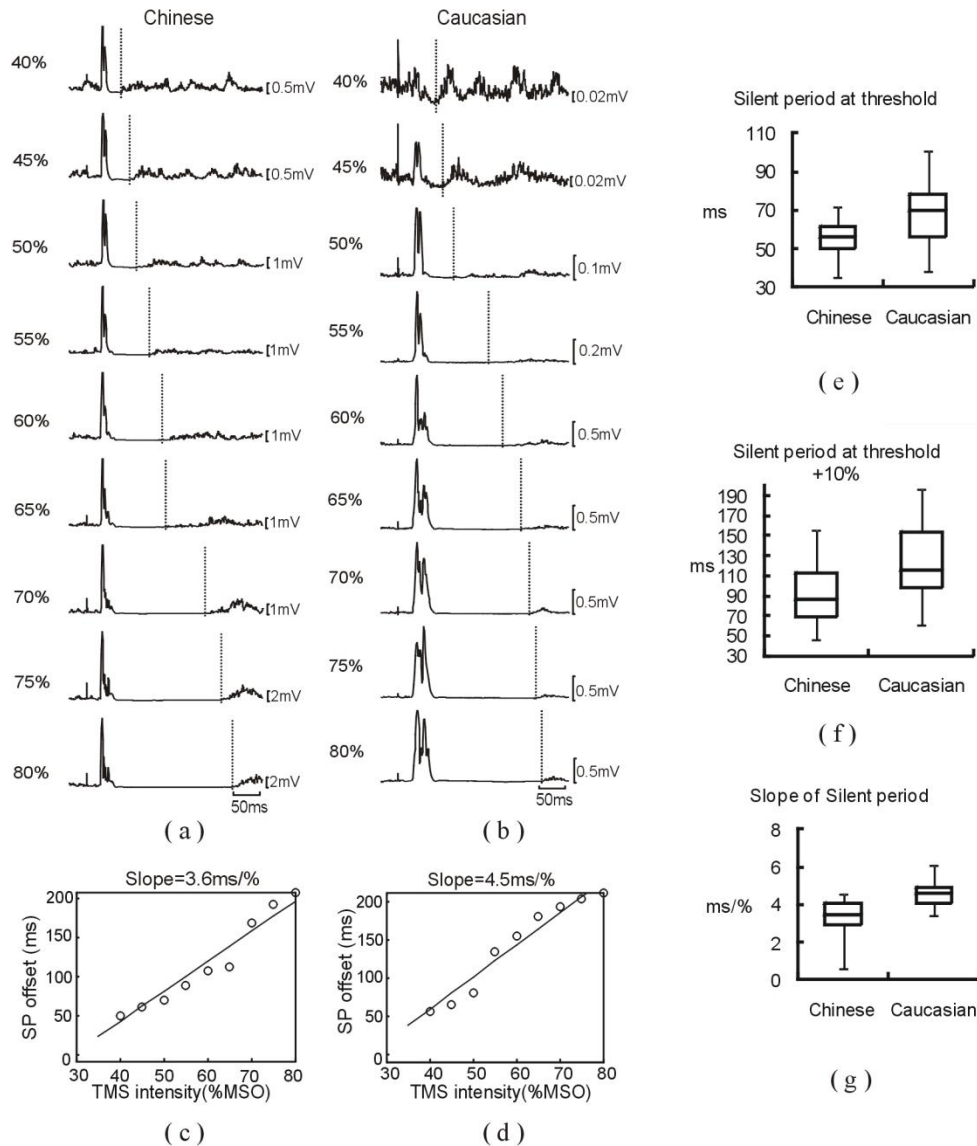 Chinese
40%
0.5mV
45%
0.5mV
50%
1mV
55%
1mV
60%
1mV
65%
1mV
70%
1mV
75%
2mV
80%
2mV
50ms
( a )
Caucasian
40%
0.02mV
45%
0.02mV
50%
0.1mV
55%
0.2mV
60%
0.5mV
65%
0.5mV
70%
0.5mV
75%
0.5mV
80%
0.5mV
50ms
( b )
Slope=3.6ms/%
SP offset (ms)
200
150
100
50
0
30 40 50 60 70 80
TMS intensity(%MSO)
( c )
Slope=4.5ms/%
SP offset (ms)
200
150
100
50
0
30 40 50 60 70 80
TMS intensity(%MSO)
( d )
Silent period at threshold
110
90
ms 70
50
30
Chinese Caucasian
( e )
Silent period at threshold
+10%
190
170
150
130
ms 110
90
70
50
30
Chinese Caucasian
( f )
Slope of Silent period
8
6
ms/% 4
2
0
Chinese Caucasian
( g )